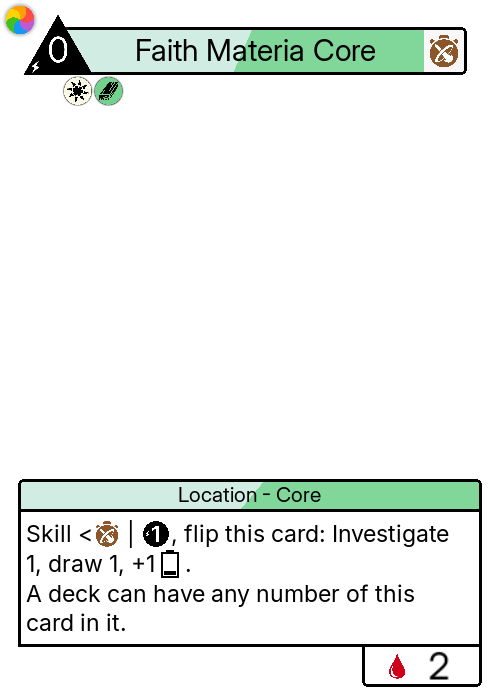 0 Faith Materia Core
Location - Core
Skill < | 1, flip this card: Investigate
1, draw 1, +1 .
A deck can have any number of this
card in it.
2